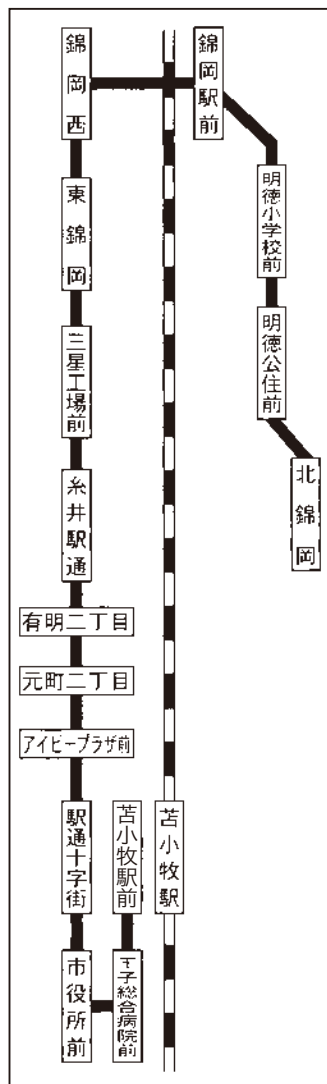 錦岡西
錦岡駅前
明徳小学校前
明徳公住前
北錦岡
東錦岡
三星工場前
糸井駅通
有明二丁目
元町二丁目
アイビープラザ前
駅通十字街
苫小牧駅前
苫小牧駅
市役所前
王子総合病院前